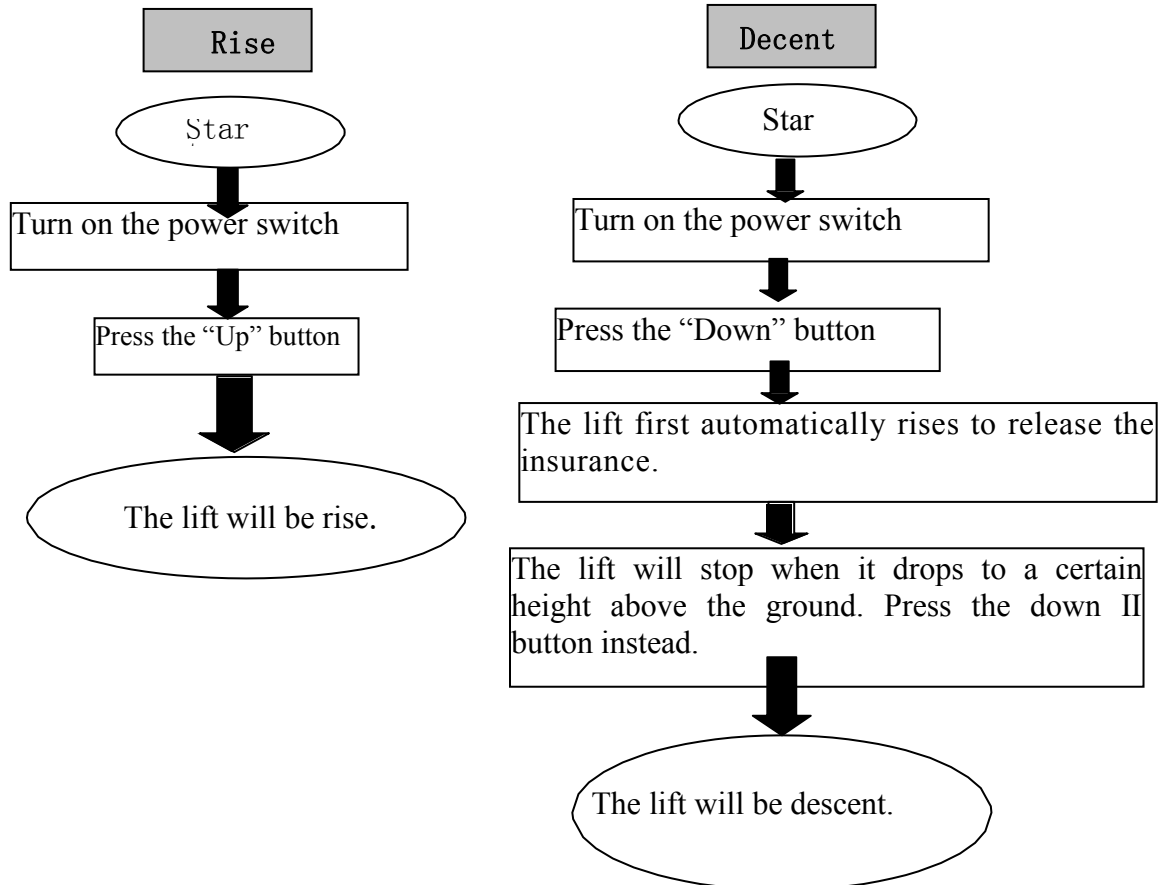 Rise
Star
Turn on the power switch
Press the “Up” button
The lift will be rise.
Decent
Star
Turn on the power switch
Press the “Down” button
The lift first automatically rises to release the
insurance.
The lift will stop when it drops to a certain
height above the ground. Press the down II
button instead.
The lift will be descent.